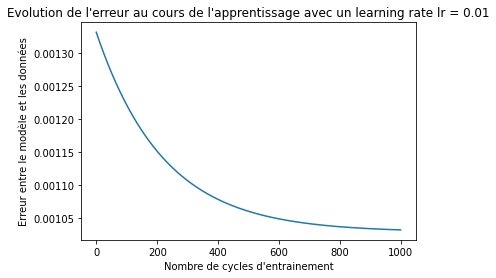 Evolution de l'erreur au cours de l'apprentissage avec un learning rate lr = 0.01
Erreur entre le modèle et les données
0.00130
0.00125
0.00120
0.00115
0.00110
0.00105
0 200 400 600 800 1000
Nombre de cycles d'entrainement